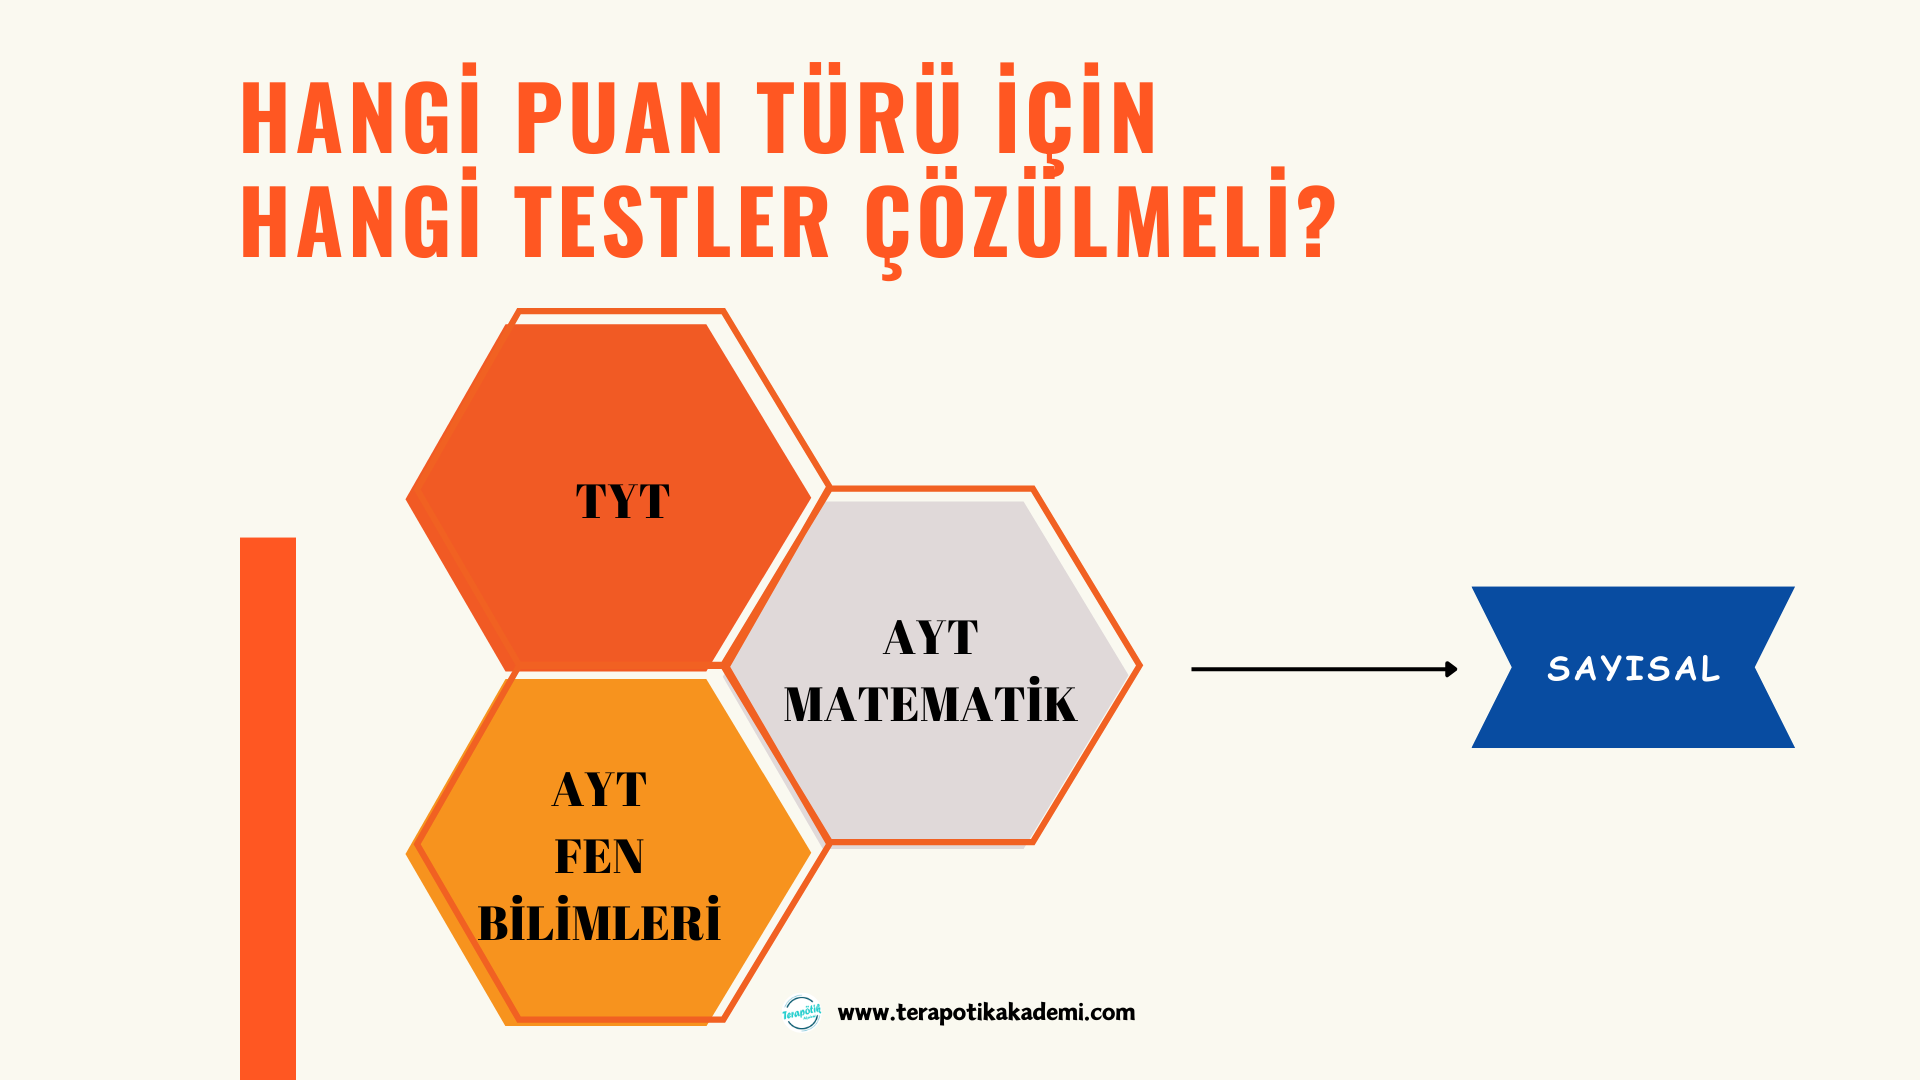 HANGİ PUAN TÜRÜ İÇİN
HANGİ TESTLER ÇÖZÜLMELİ?
TYT
AYT
MATEMATİK
SAYISAL
AYT
FEN
BİLİMLERİ
Terapötik
www.terapotikakademi.com